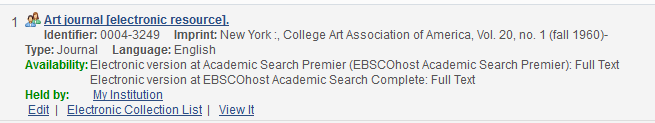 1 Art journal [electronic resource].
Identifier: 0004-3249 Imprint: New York :, College Art Association of America, Vol. 20, no. 1 (fall 1960)-
Type: Journal Language: English
Availability: Electronic version at Academic Search Premier (EBSCOhost Academic Search Premier): Full Text
Electronic version at EBSCOhost Academic Search Complete: Full Text
Held by: My Institution
Edit | Electronic Collection List | View It